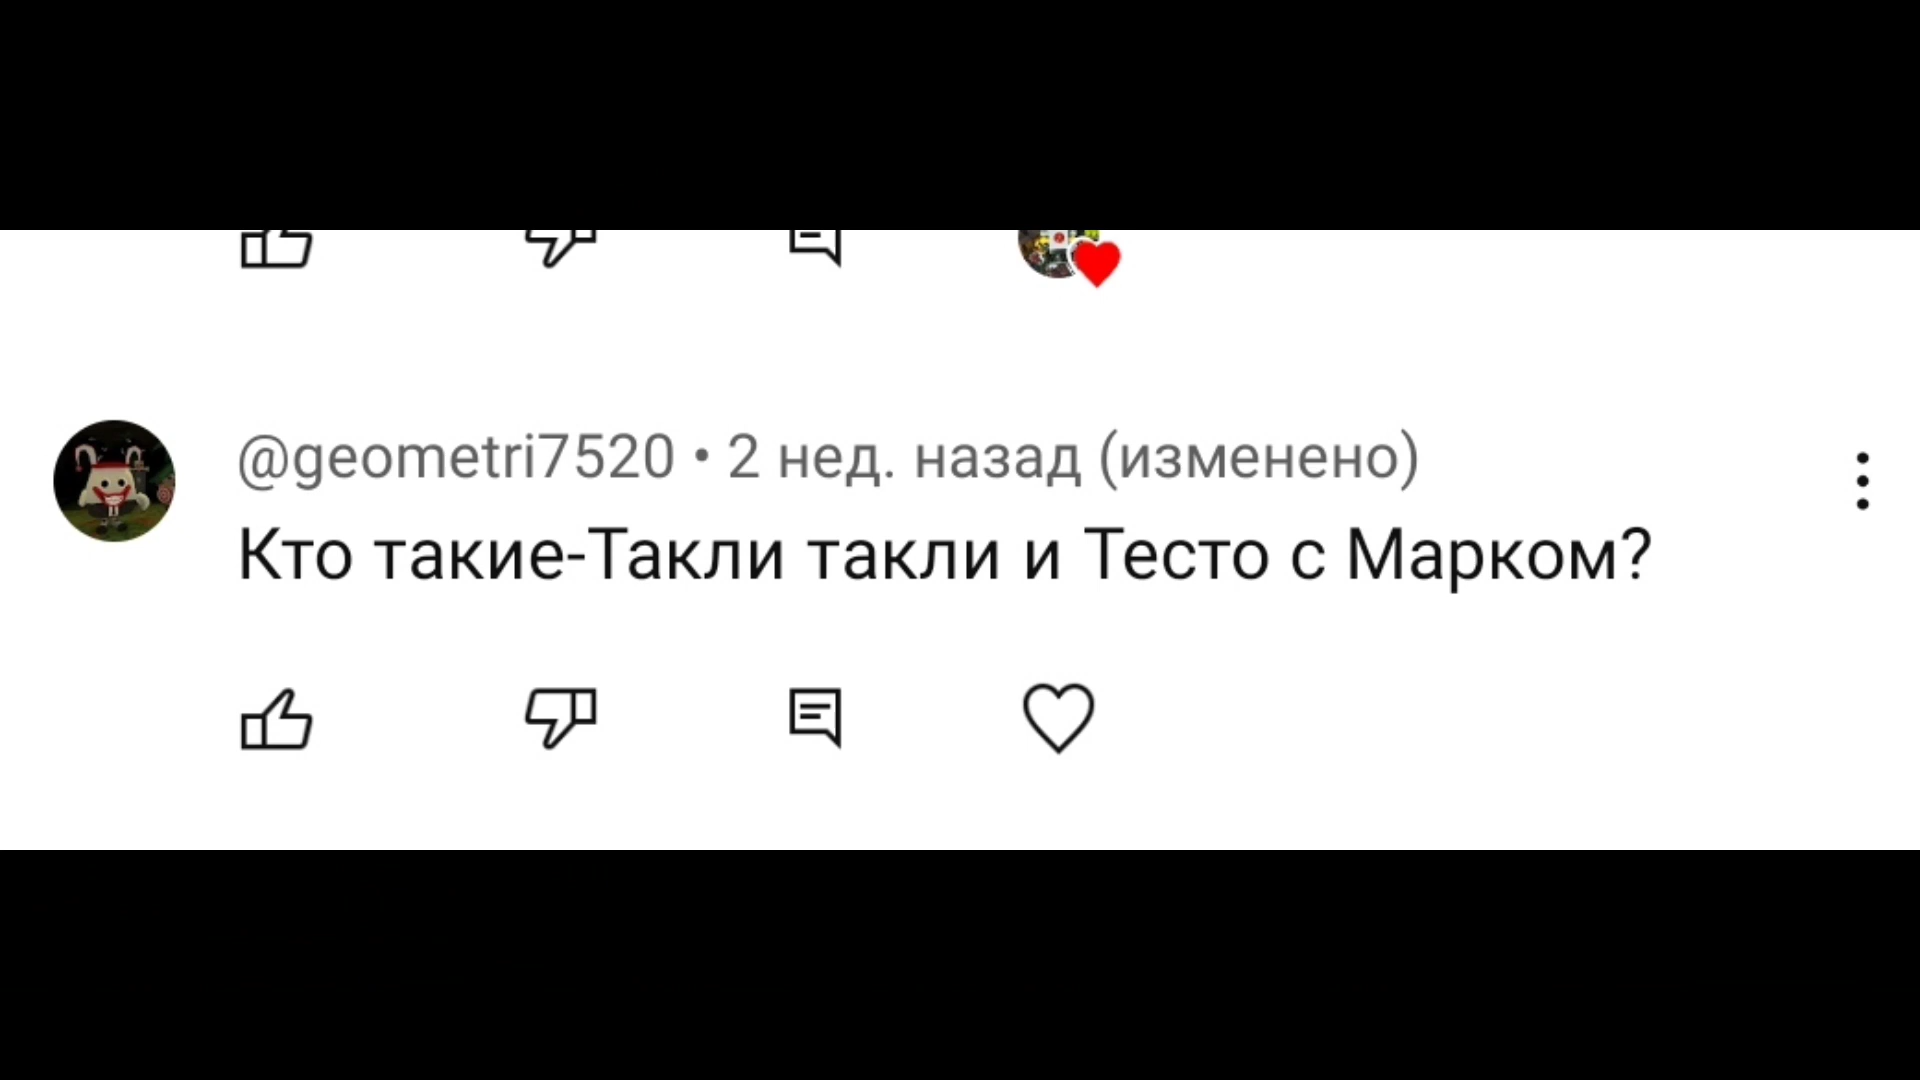 @geometri7520 • 2 нед. назад (изменено)
Кто такие-Такли такли и Тесто с Марком?